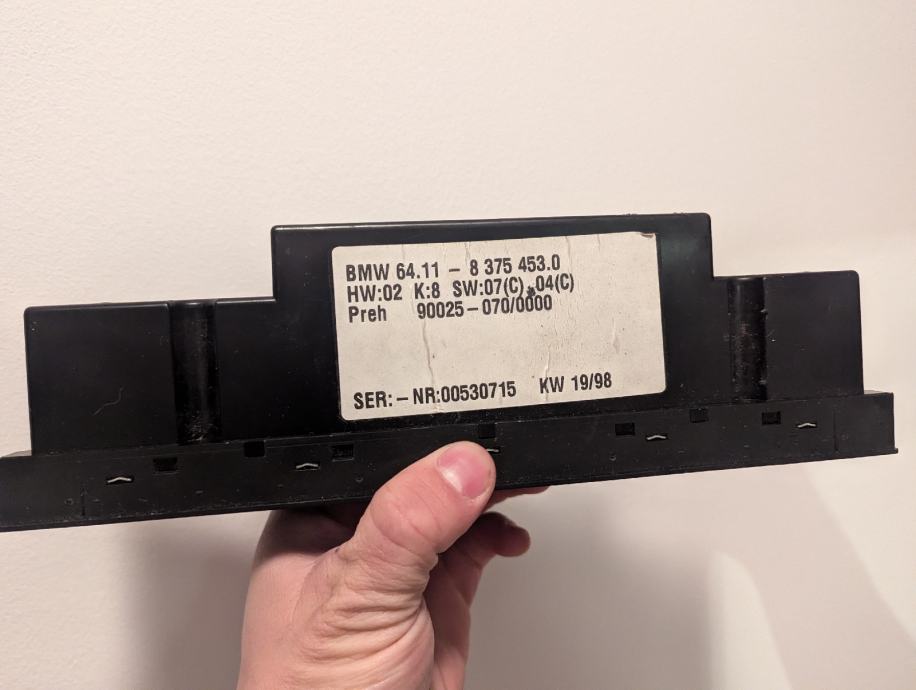 BMW 64.11 – 8 375 453.0
HW:02 K:8 SW:07(C) 04(C)
Preh 90025–070/0000
SER:–NR:00530715 KW 19/98